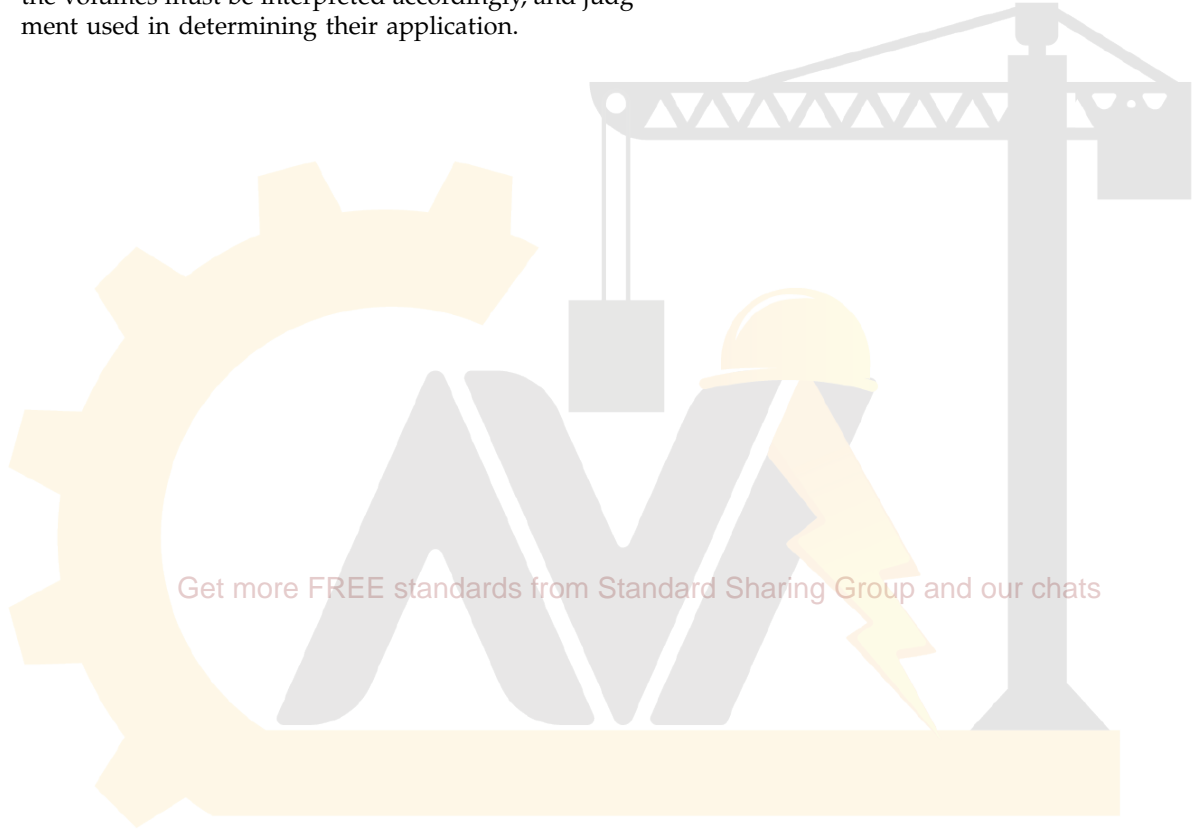 the volumes must be interpreted accordingly, and judg
ment used in determining their application.
Get more FREE standards from Standard Sharing Group and our chats